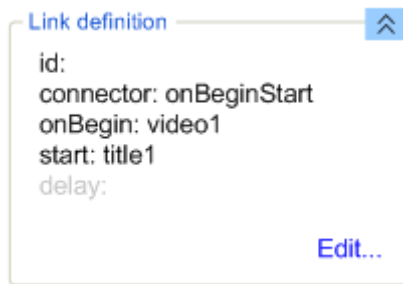 Link definition
id:
connector: onBeginStart
onBegin: video1
start: title1
delay:
Edit...